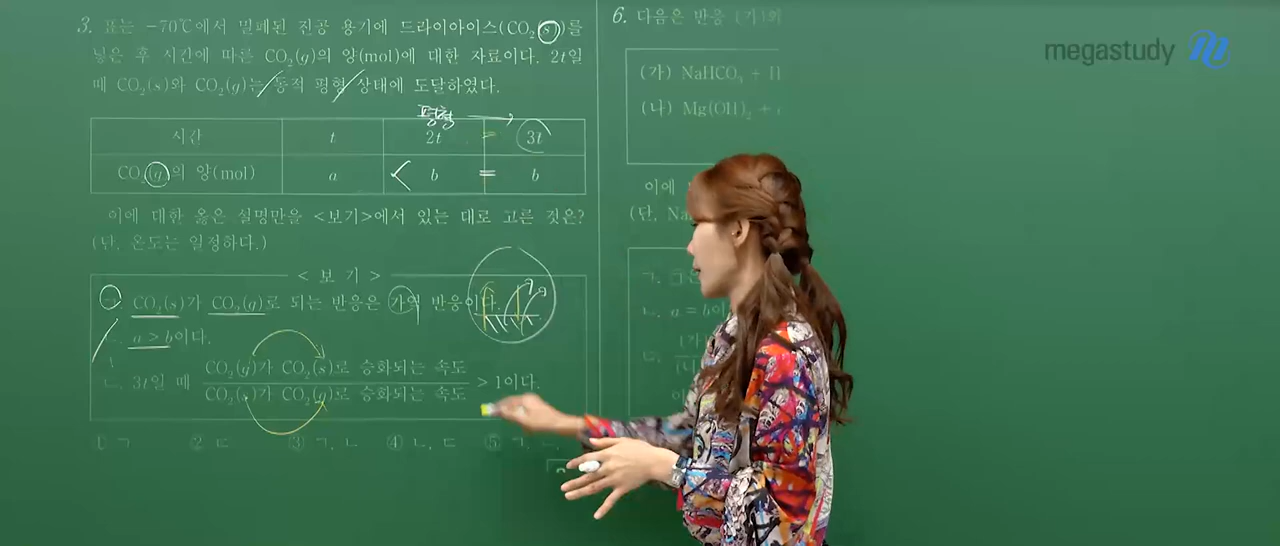 3. 표는 −70℃에서 밀폐된 진공 용기에 드라이아이스(CO₂(s))를
넣은 후 시간에 따른 CO₂(g)의 양(mol)에 대한 자료이다. 2t일
때 CO₂(s)와 CO₂(g)는 동적 평형 상태에 도달하였다.
평형
시간 t 2t = 3t
CO₂(g)의 양(mol) a < b = b
이에 대한 옳은 설명만을 <보기>에서 있는 대로 고른 것은?
(단, 온도는 일정하다.)
< 보 기 >
ㄱ. CO₂(s)가 CO₂(g)로 되는 반응은 가역 반응이다.
ㄴ. a > b이다.
ㄷ. 3t일 때 CO₂(g)가 CO₂(s)로 승화되는 속도
CO₂(s)가 CO₂(g)로 승화되는 속도 > 1이다.
① ㄱ ② ㄷ ③ ㄱ, ㄴ ④ ㄴ, ㄷ ⑤ ㄱ,
6. 다음은 반응 (가)와
(가) NaHCO₃ +
(나) Mg(OH)₂ +
이에
(단, Na
ㄱ.
ㄴ. a = b이
ㄷ.
megastudy